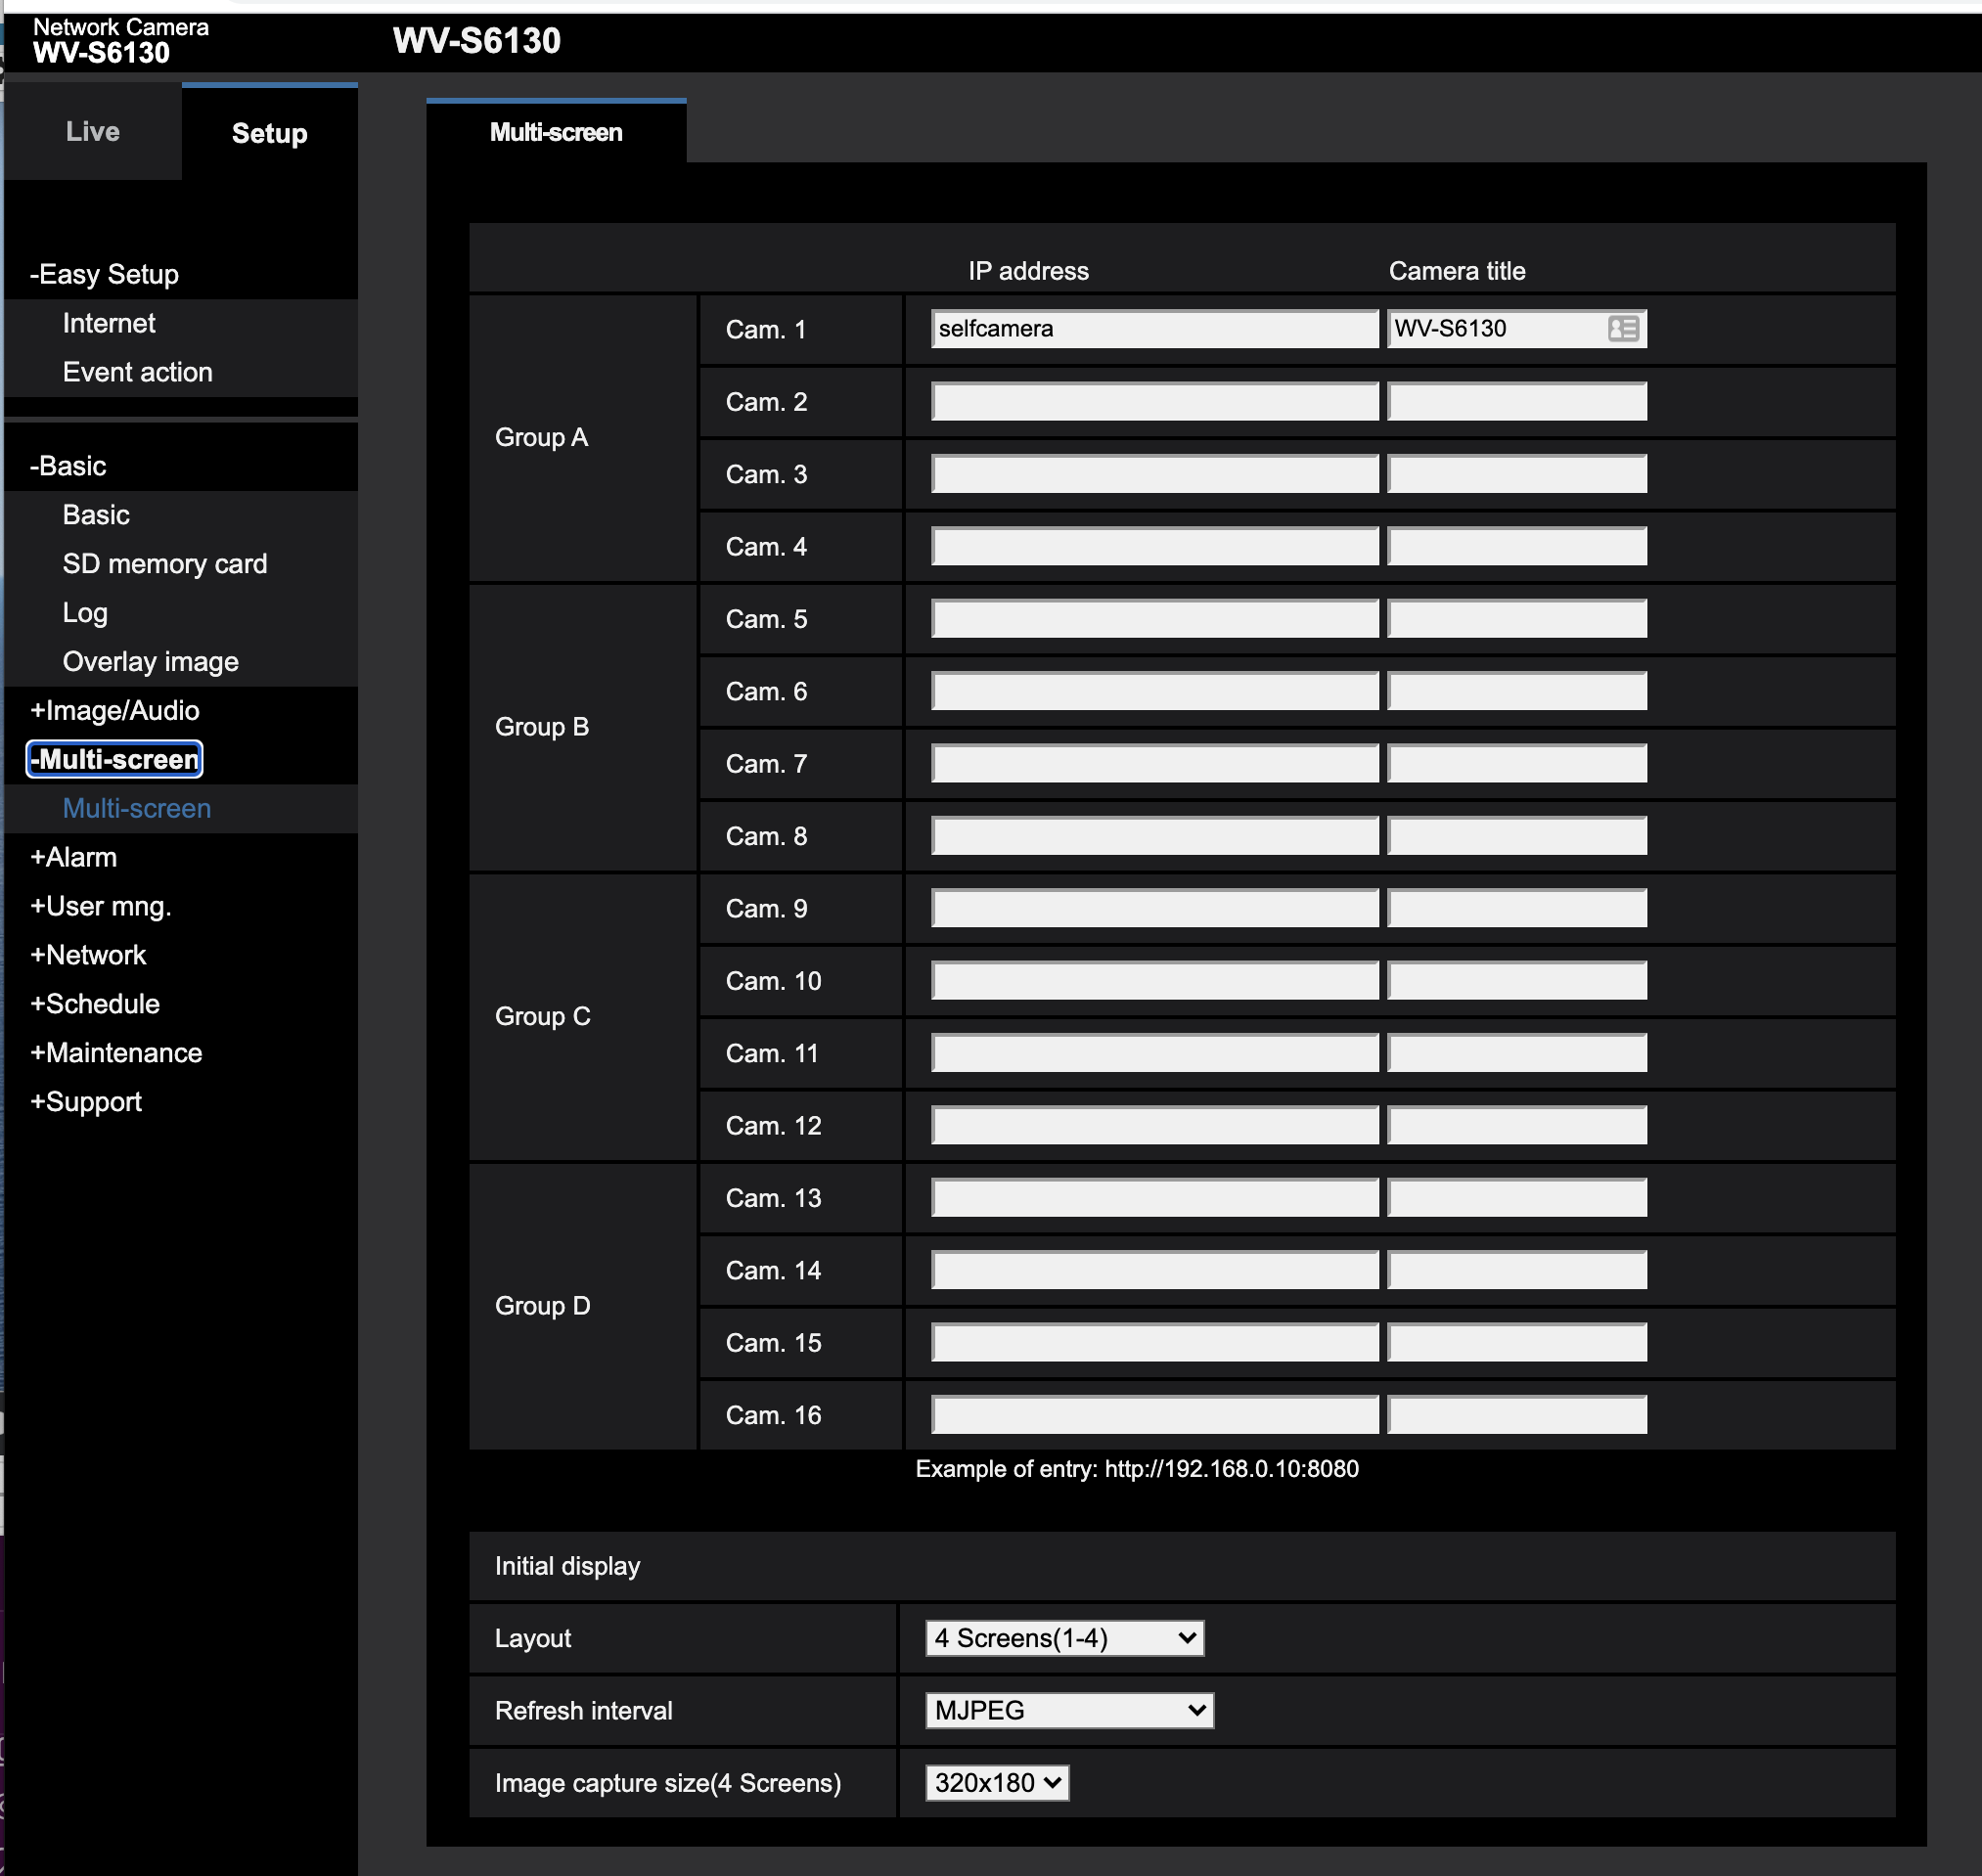 Network Camera
WV-S6130
WV-S6130
Live
Setup
Multi-screen
-Easy Setup
Internet
Event action
-Basic
Basic
SD memory card
Log
Overlay image
+Image/Audio
-Multi-screen
Multi-screen
+Alarm
+User mng.
+Network
+Schedule
+Maintenance
+Support
IP address Camera title
Group A
Cam. 1 selfcamera WV-S6130
Cam. 2
Cam. 3
Cam. 4
Group B
Cam. 5
Cam. 6
Cam. 7
Cam. 8
Group C
Cam. 9
Cam. 10
Cam. 11
Cam. 12
Group D
Cam. 13
Cam. 14
Cam. 15
Cam. 16
Example of entry: http://192.168.0.10:8080
Initial display
Layout 4 Screens(1-4)
Refresh interval MJPEG
Image capture size(4 Screens) 320x180